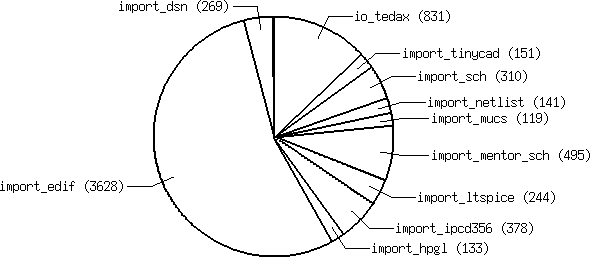 import_dsn (269)
io_tedax (831)
import_tinycad (151)
import_sch (310)
import_netlist (141)
import_mucs (119)
import_mentor_sch (495)
import_edif (3628)
import_ltspice (244)
import_ipcd356 (378)
import_hpgl (133)